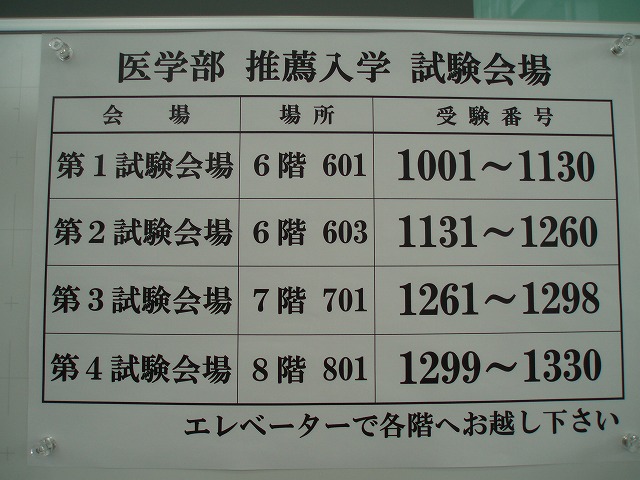 医学部 推薦入学 試験会場
会 場 場所 受験番号
第1試験会場 6階 601 1001～1130
第2試験会場 6階 603 1131～1260
第3試験会場 7階 701 1261～1298
第4試験会場 8階 801 1299～1330
エレベーターで各階へお越し下さい